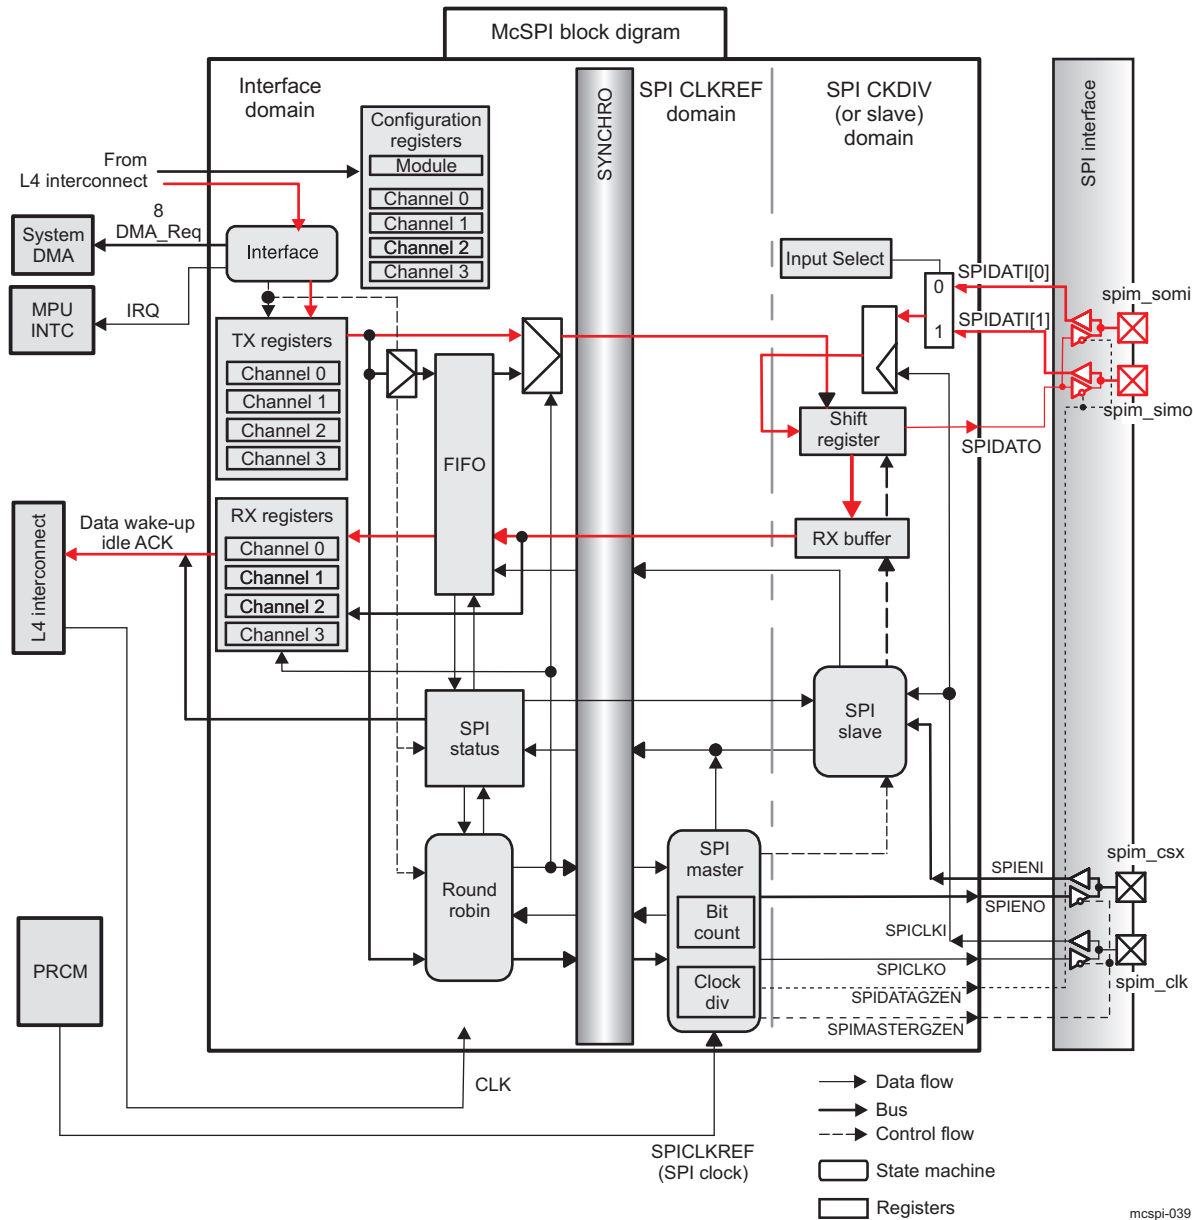 McSPI block digram
Interface
domain
SYNCHRO
SPI CLKREF
domain
SPI CKDIV
(or slave)
domain
SPI interface
Configuration
registers
Module
Channel 0
Channel 1
Channel 2
Channel 3
From
L4 interconnect
8
DMA_Req
System
DMA
Interface
MPU
INTC
IRQ
Input Select
0
1
SPIDATI[0]
SPIDATI[1]
spim_somi
spim_simo
TX registers
Channel 0
Channel 1
Channel 2
Channel 3
FIFO
Shift
register
SPIDATO
RX registers
Channel 0
Channel 1
Channel 2
Channel 3
Data wake-up
idle ACK
L4 interconnect
RX buffer
SPI
status
SPI
slave
Round
robin
SPI
master
Bit
count
Clock
div
SPIENI
SPIENO
spim_csx
SPICLKI
SPICLKO
spim_clk
SPIDATAGZEN
SPIMASTERGZEN
PRCM
CLK
SPICLKREF
(SPI clock)
Data flow
Bus
Control flow
State machine
Registers
mcspi-039